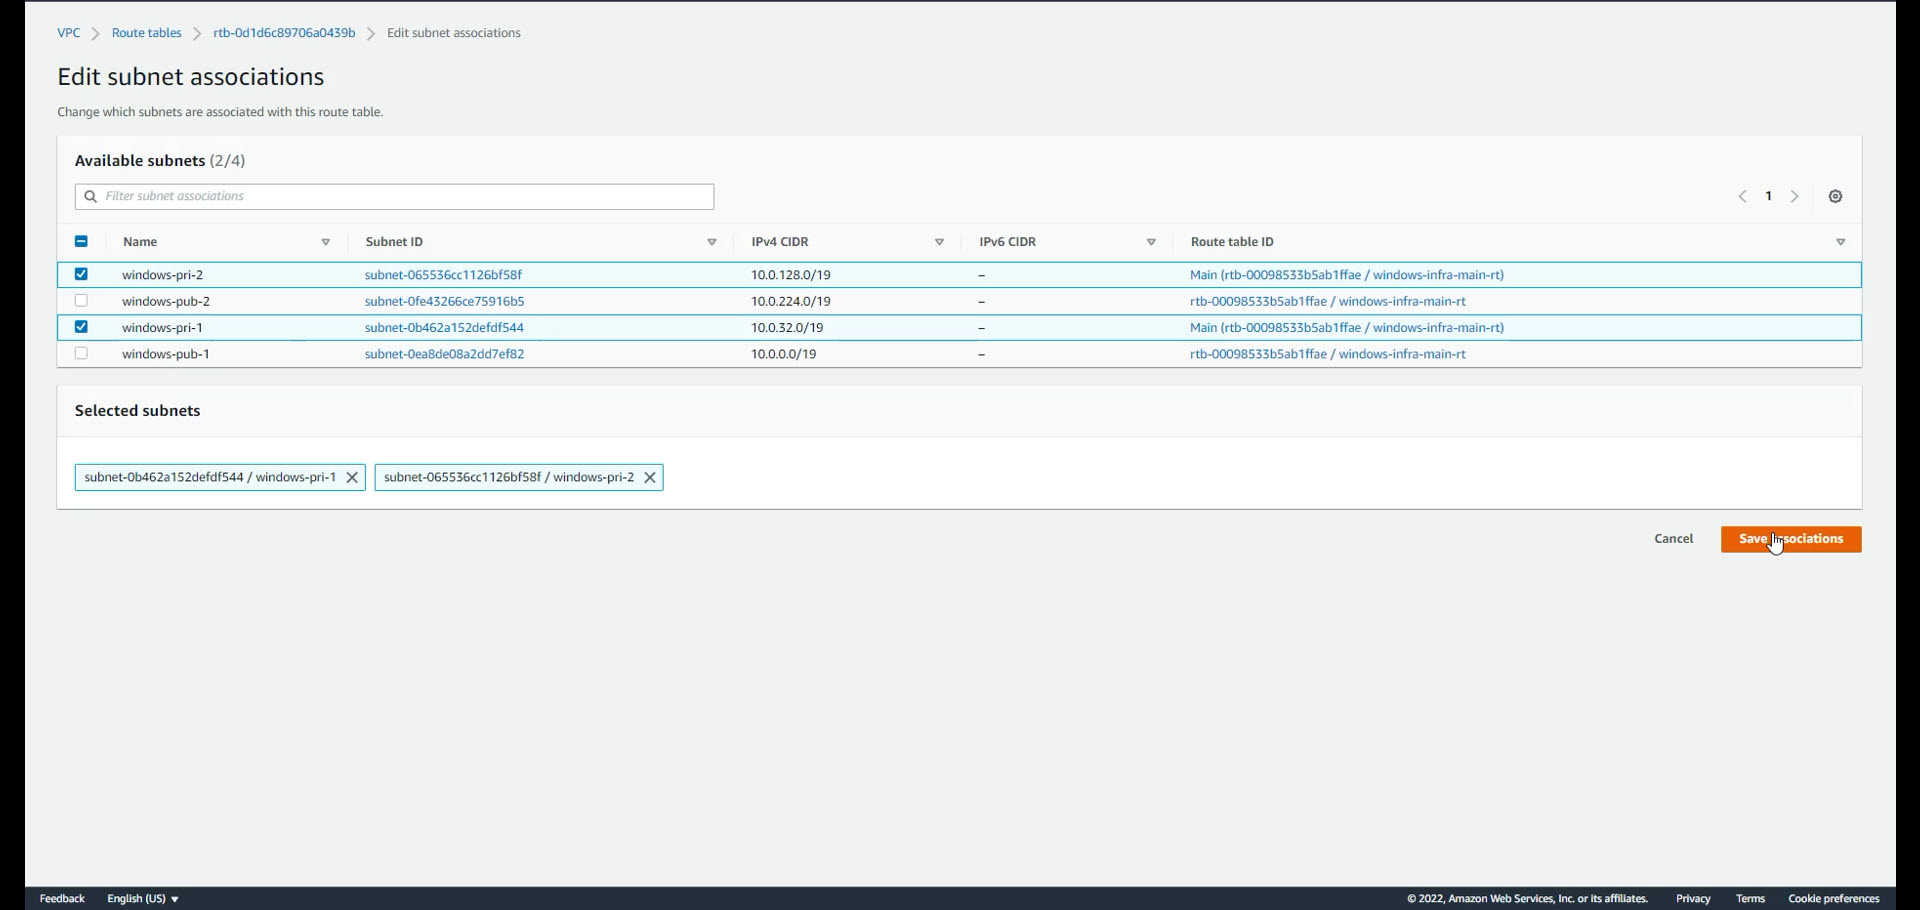 VPC > Route tables > rtb-0d1d6c89706a0439b > Edit subnet associations
Edit subnet associations
Change which subnets are associated with this route table.
Available subnets (2/4)
Filter subnet associations
1
Name Subnet ID IPv4 CIDR IPv6 CIDR Route table ID
windows-pri-2 subnet-065536cc1126bf58f 10.0.128.0/19 – Main (rtb-00098533b5ab1ffae / windows-infra-main-rt)
windows-pub-2 subnet-0fe43266ce75916b5 10.0.224.0/19 – rtb-00098533b5ab1ffae / windows-infra-main-rt
windows-pri-1 subnet-0b462a152defdf544 10.0.32.0/19 – Main (rtb-00098533b5ab1ffae / windows-infra-main-rt)
windows-pub-1 subnet-0ea8de08a2dd7ef82 10.0.0.0/19 – rtb-00098533b5ab1ffae / windows-infra-main-rt
Selected subnets
subnet-0b462a152defdf544 / windows-pri-1 X subnet-065536cc1126bf58f / windows-pri-2 X
Cancel Save associations
Feedback English (US) © 2022, Amazon Web Services, Inc. or its affiliates. Privacy Terms Cookie preferences